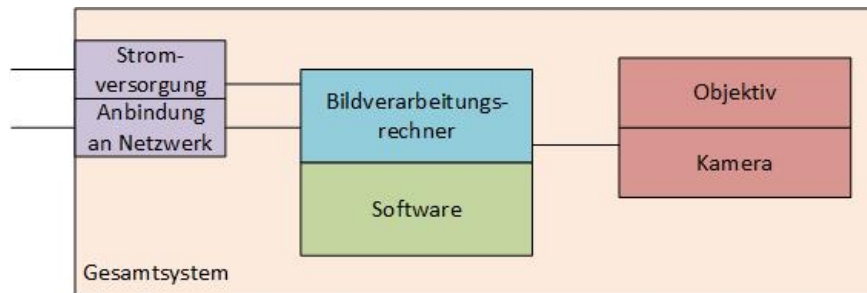 Strom-
versorgung
Anbindung
an Netzwerk
Bildverarbeitungs-
rechner
Software
Objektiv
Kamera
Gesamtsystem